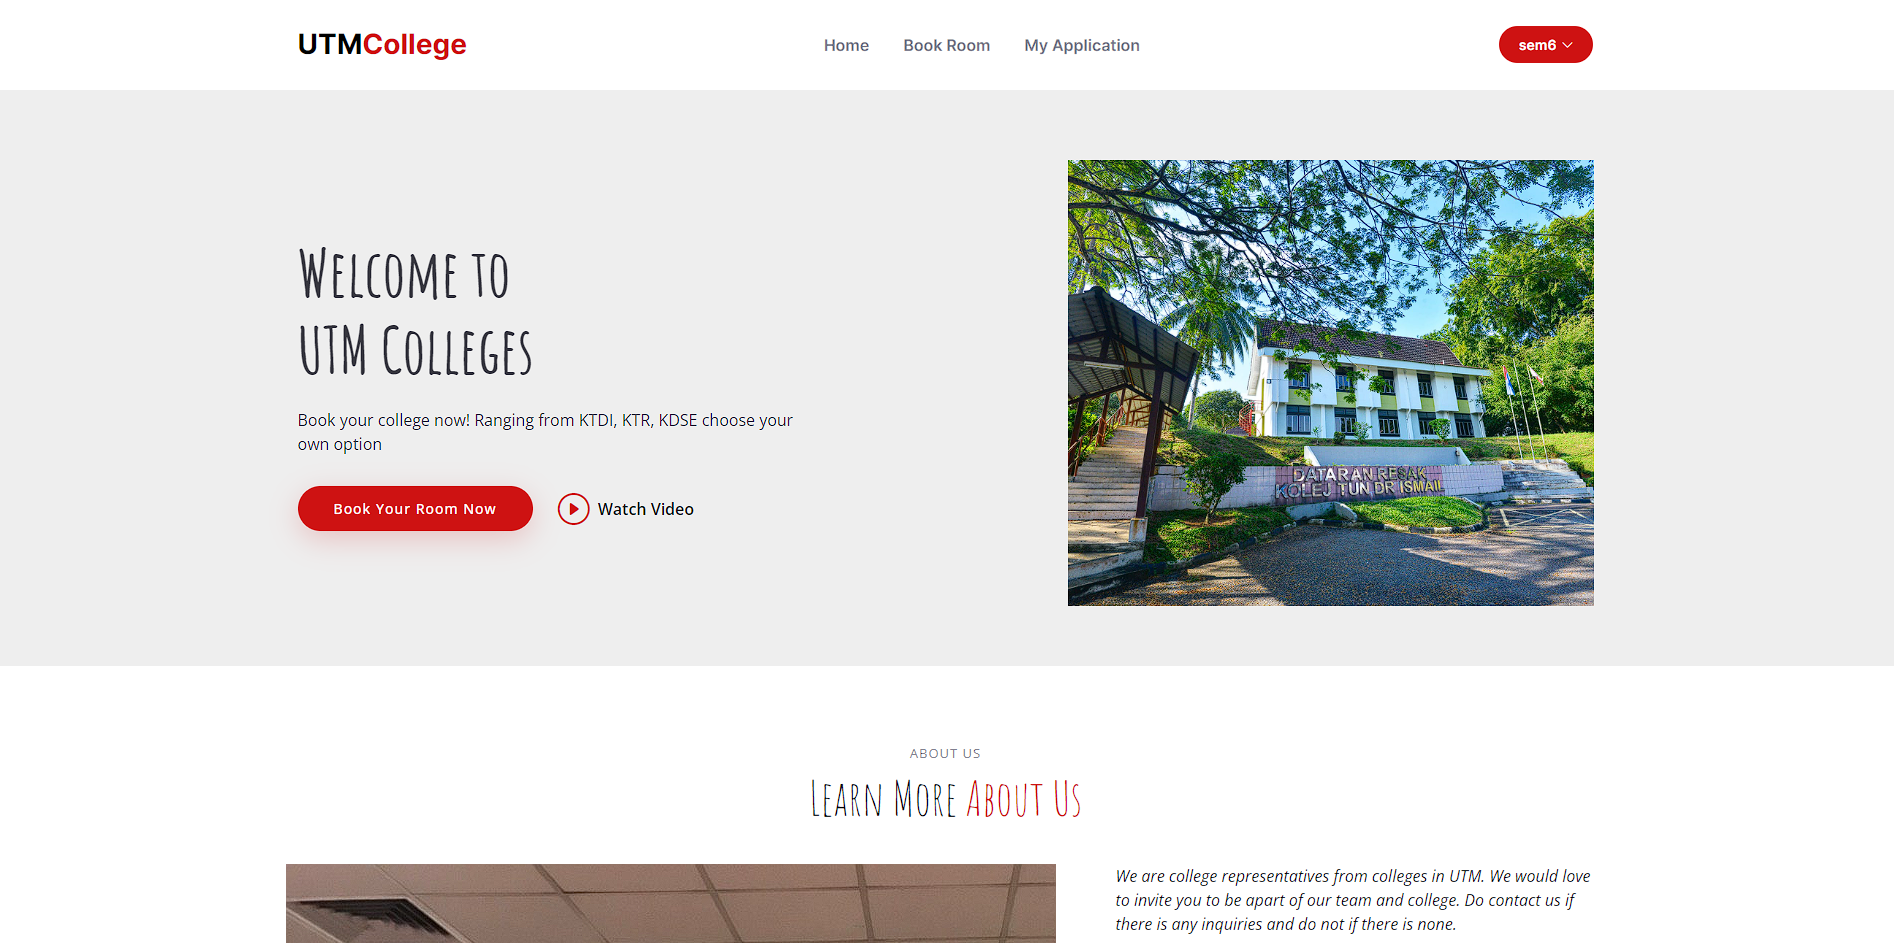 UTMCollege
Home
Book Room
My Application
sem6
Welcome to
UTM Colleges
Book your college now! Ranging from KTDI, KTR, KDSE choose your
own option
Book Your Room Now
Watch Video
DATARAN RESAK
KOLEJ TUN DR ISMAIL
ABOUT US
Learn More About Us
We are college representatives from colleges in UTM. We would love
to invite you to be apart of our team and college. Do contact us if
there is any inquiries and do not if there is none.